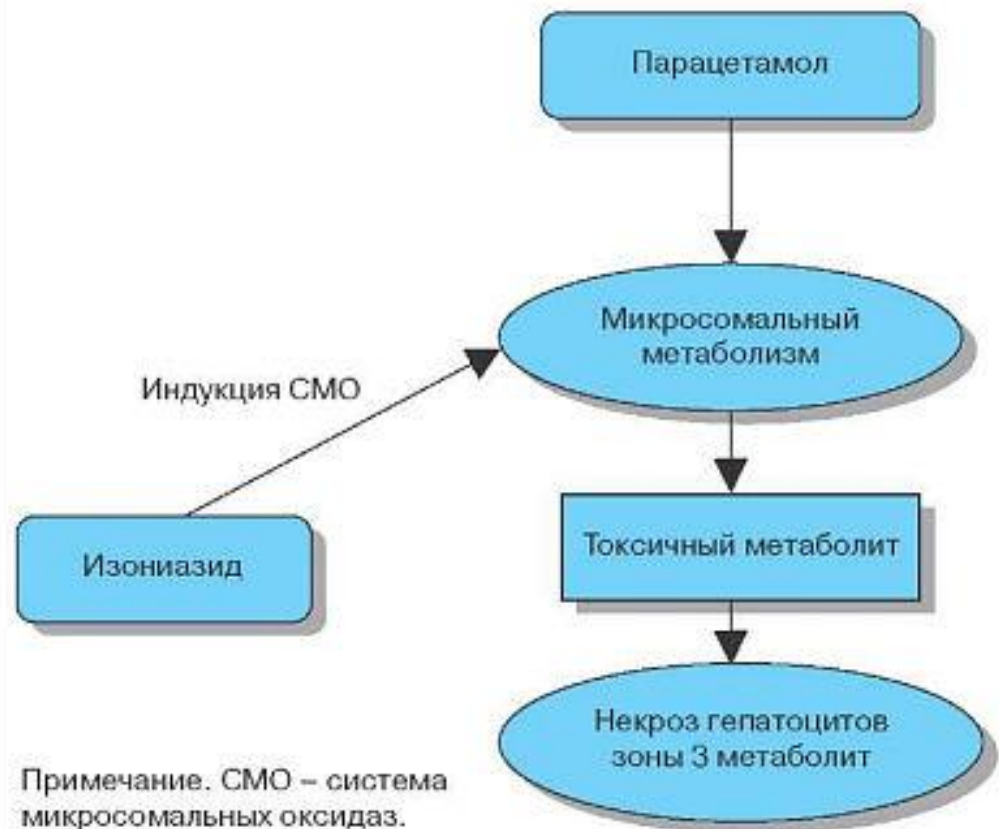 Парацетамол
Микросомальный
метаболизм
Индукция СМО
Изониазид
Токсичный метаболит
Некроз гепатоцитов
зоны 3 метаболит
Примечание. СМО – система
микросомальных оксидаз.